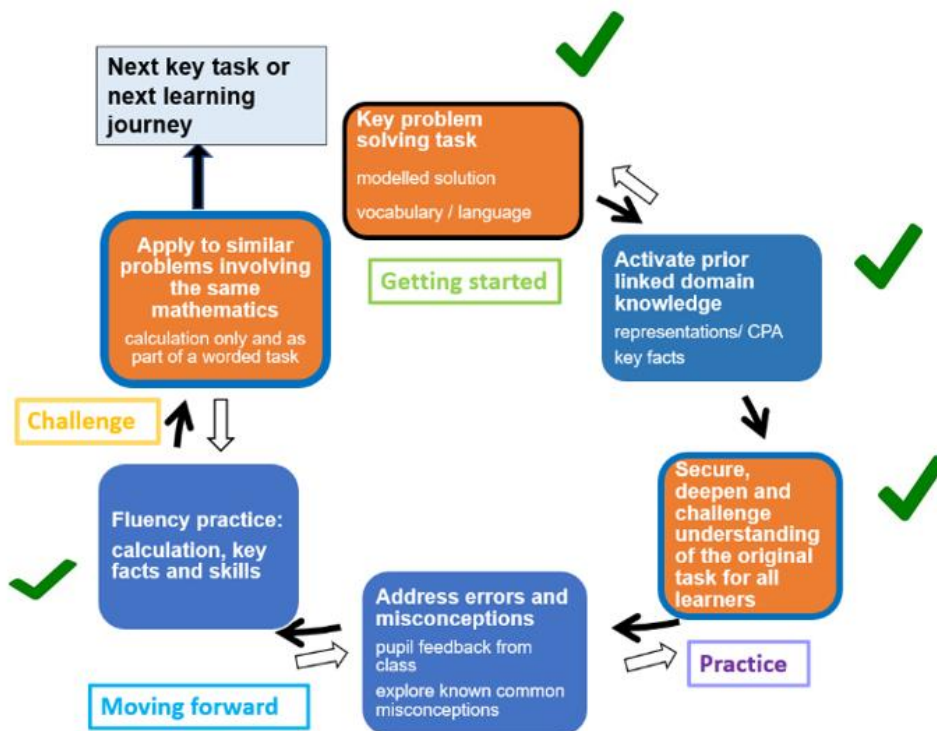 Next key task or
next learning
journey
Key problem
solving task
modelled solution
vocabulary / language
Getting started
Activate prior
linked domain
knowledge
representations/ CPA
key facts
Secure,
deepen and
challenge
understanding
of the original
task for all
learners
Practice
Address errors and
misconceptions
pupil feedback from
class
explore known common
misconceptions
Moving forward
Fluency practice:
calculation, key
facts and skills
Challenge
Apply to similar
problems involving
the same
mathematics
calculation only and as
part of a worded task